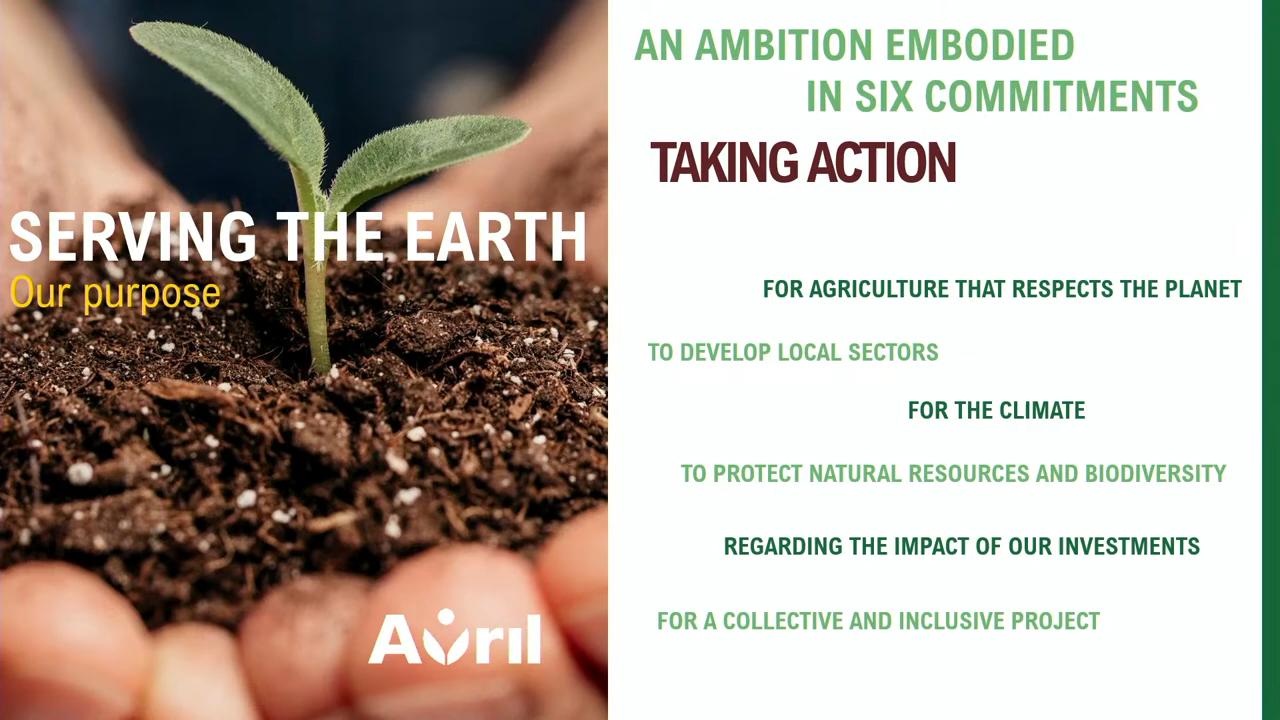 SERVING THE EARTH
Our purpose
Avril
AN AMBITION EMBODIED
IN SIX COMMITMENTS
TAKING ACTION
FOR AGRICULTURE THAT RESPECTS THE PLANET
TO DEVELOP LOCAL SECTORS
FOR THE CLIMATE
TO PROTECT NATURAL RESOURCES AND BIODIVERSITY
REGARDING THE IMPACT OF OUR INVESTMENTS
FOR A COLLECTIVE AND INCLUSIVE PROJECT